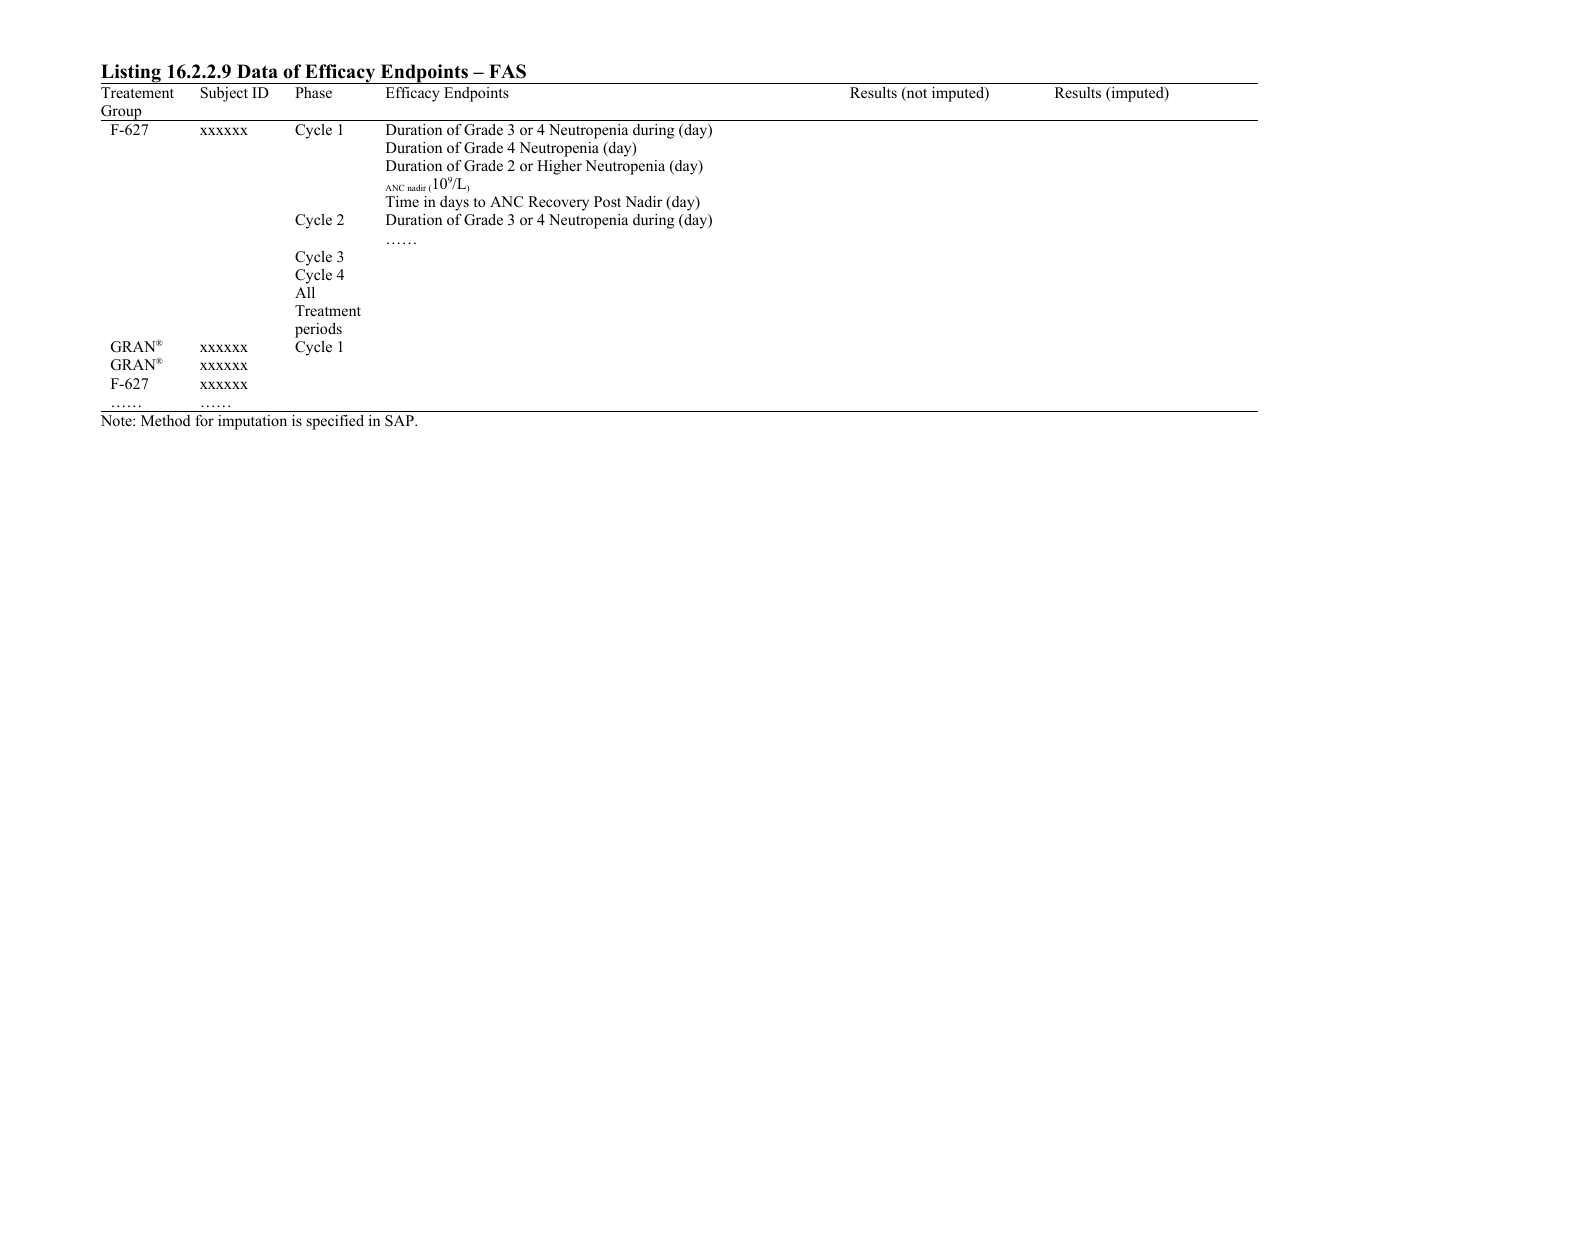 Listing 16.2.2.9 Data of Efficacy Endpoints – FAS
Treatement Group Subject ID Phase Efficacy Endpoints Results (not imputed) Results (imputed)
F-627 xxxxxx Cycle 1 Duration of Grade 3 or 4 Neutropenia during (day)
Duration of Grade 4 Neutropenia (day)
Duration of Grade 2 or Higher Neutropenia (day)
ANC nadir (10⁹/L)
Time in days to ANC Recovery Post Nadir (day)
Cycle 2 Duration of Grade 3 or 4 Neutropenia during (day)
……
Cycle 3
Cycle 4
All
Treatment
periods
GRAN® xxxxxx Cycle 1
GRAN® xxxxxx
F-627 xxxxxx
…… ……
Note: Method for imputation is specified in SAP.